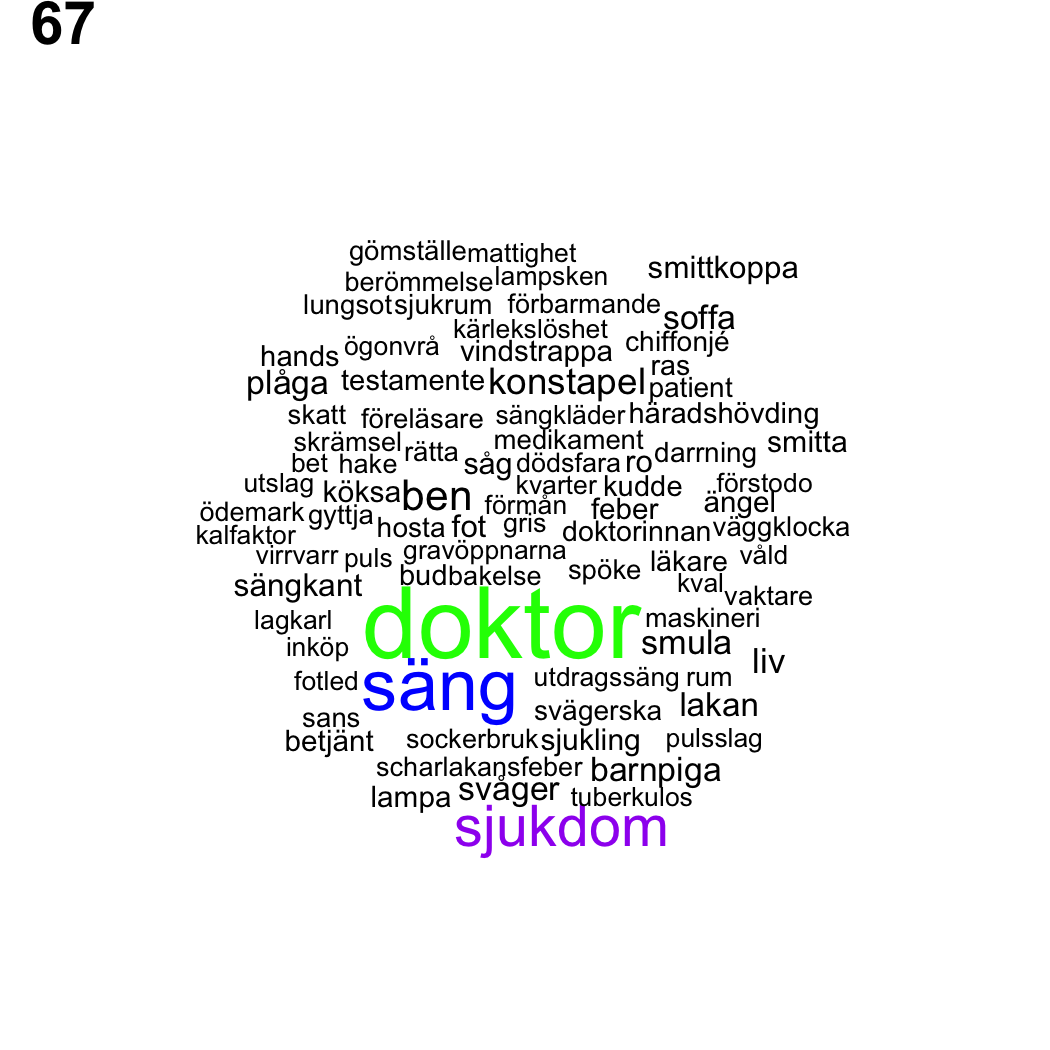 67
gömställe mattighet
berömmelse lampsken smittkoppa
lungsot sjukrum förbarmande
kärlekslöshet soffa
hands ögonvrå vindstrappa chiffonjé
ras
plåga testamente konstapel patient
skatt föreläsare sängkläder häradshövding
skrämsel rätta medikament darrning smitta
bet hake såg dödsfara ro
utslag köksa ben kvarter kudde förstodo
ödemark gyttja förmån feber ängel
kalfaktor hosta fot gris doktorinnan väggklocka
virrvarr puls gravöppnarna spöke läkare våld
sängkant bud bakelse kval vaktare
lagkarl doktor maskineri
inköp smula liv
fotled säng utdragssäng rum
sans svägerska lakan
betjänt sockerbruk sjukling pulsslag
scharlakansfeber barnpiga
lampa svåger tuberkulos
sjukdom